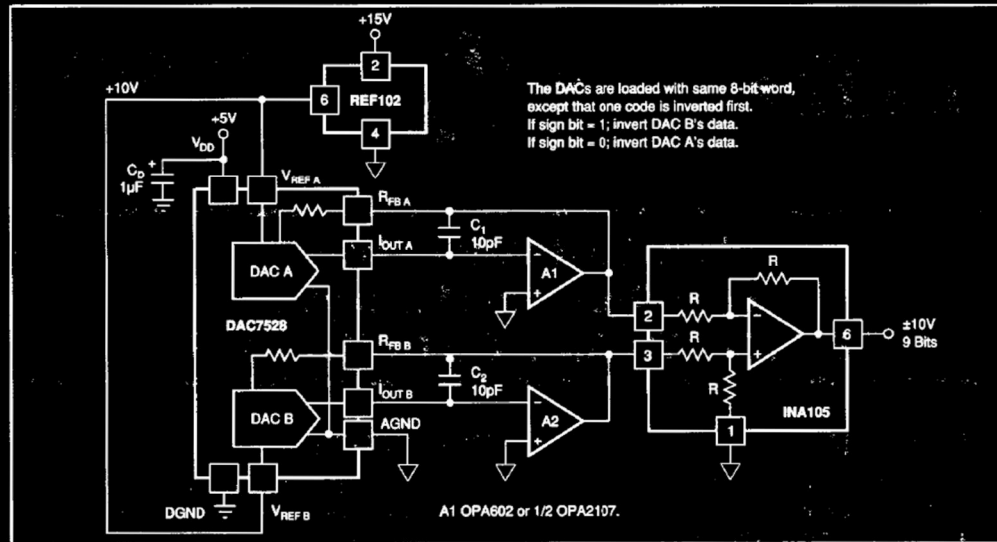 +15V
2
+10V
6
REF102
4
The DACs are loaded with same 8-bit word,
except that one code is inverted first.
If sign bit = 1; invert DAC B's data.
If sign bit = 0; invert DAC A's data.
+5V
VDD
CD
+
1µF
VREF A
RFB A
C1
10pF
IOUT A
DAC A
−
A1
+
DAC7528
R
2
R
−
6
±10V
9 Bits
3
R
+
R
INA105
1
RFB B
C2
10pF
IOUT B
DAC B
−
A2
+
AGND
DGND
VREF B
A1 OPA602 or 1/2 OPA2107.